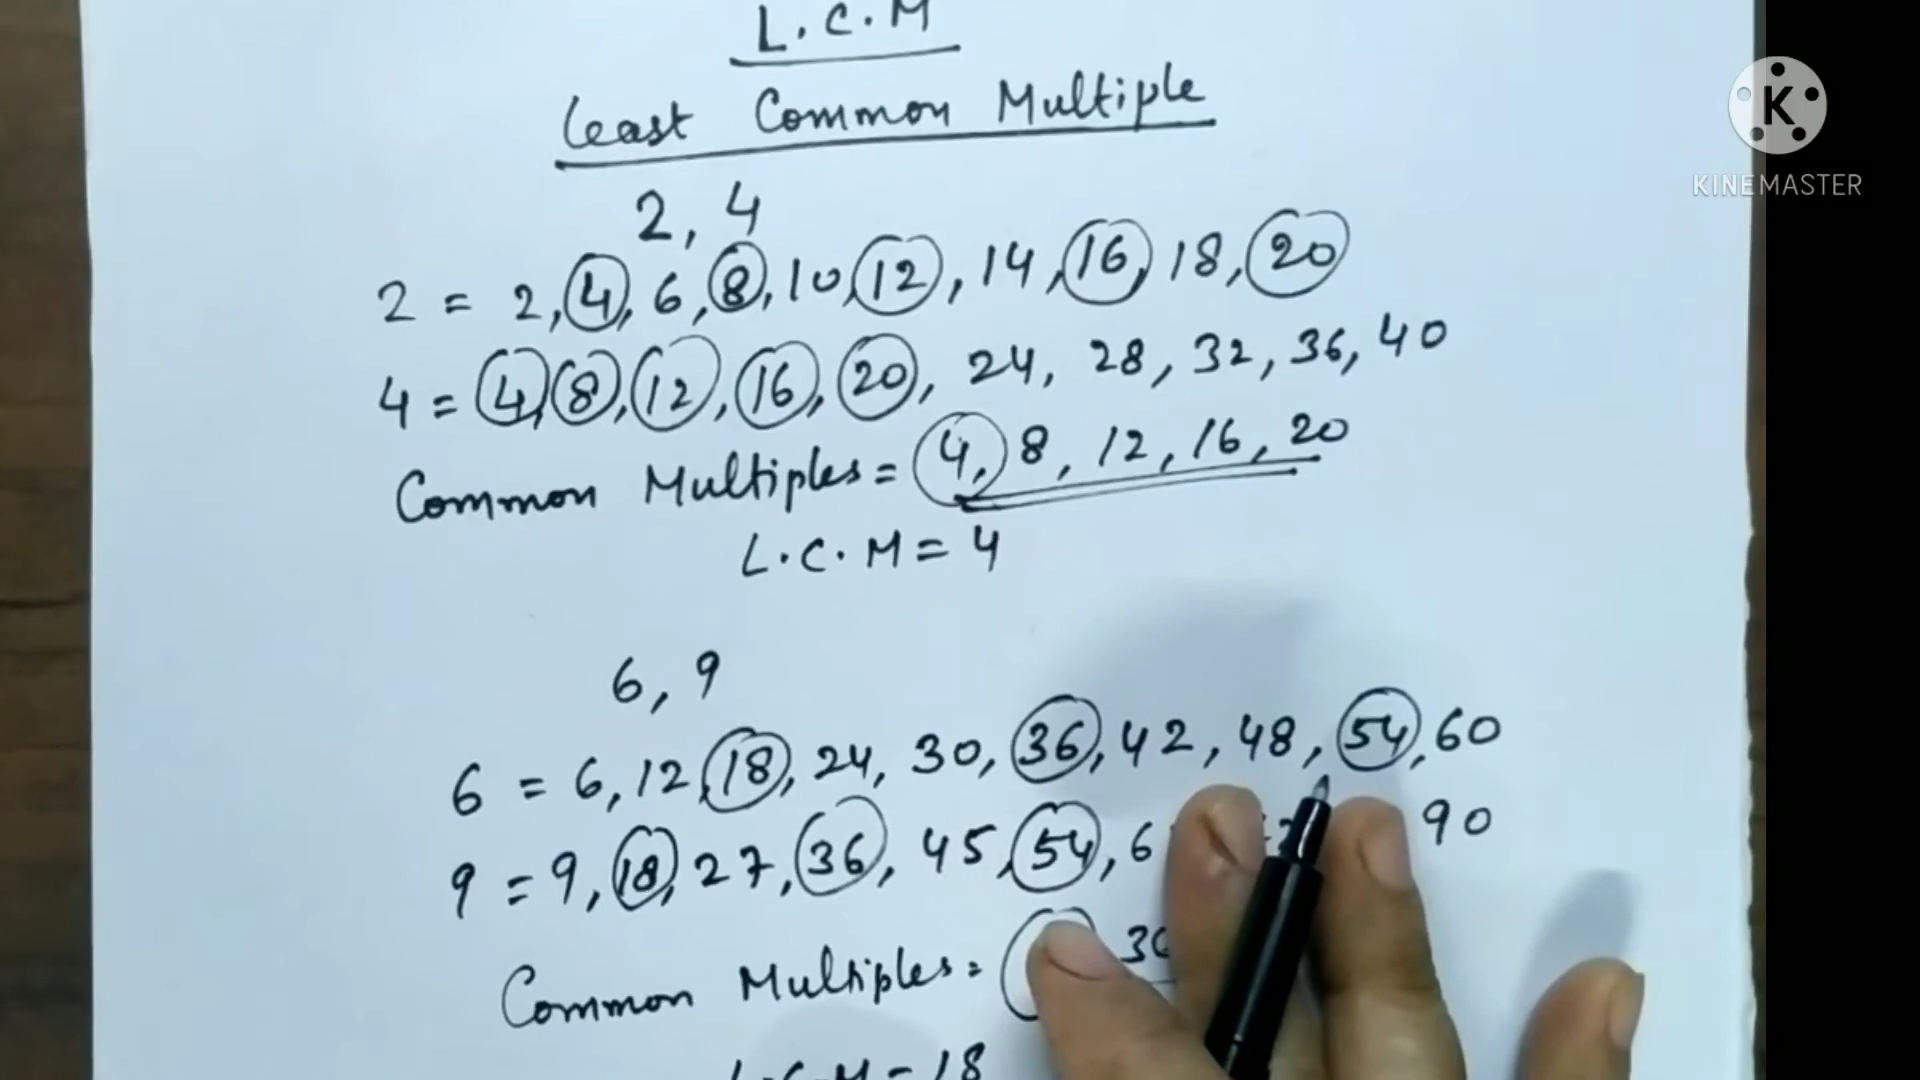 L.C.M
Least Common Multiple
2, 4
2 = 2, 4, 6, 8, 10, 12, 14, 16, 18, 20
4 = 4, 8, 12, 16, 20, 24, 28, 32, 36, 40
Common Multiples = 4, 8, 12, 16, 20
L.C.M = 4
6, 9
6 = 6, 12, 18, 24, 30, 36, 42, 48, 54, 60
9 = 9, 18, 27, 36, 45, 54, 90
Common Multiples =
L.C.M = 18
K
KINEMASTER